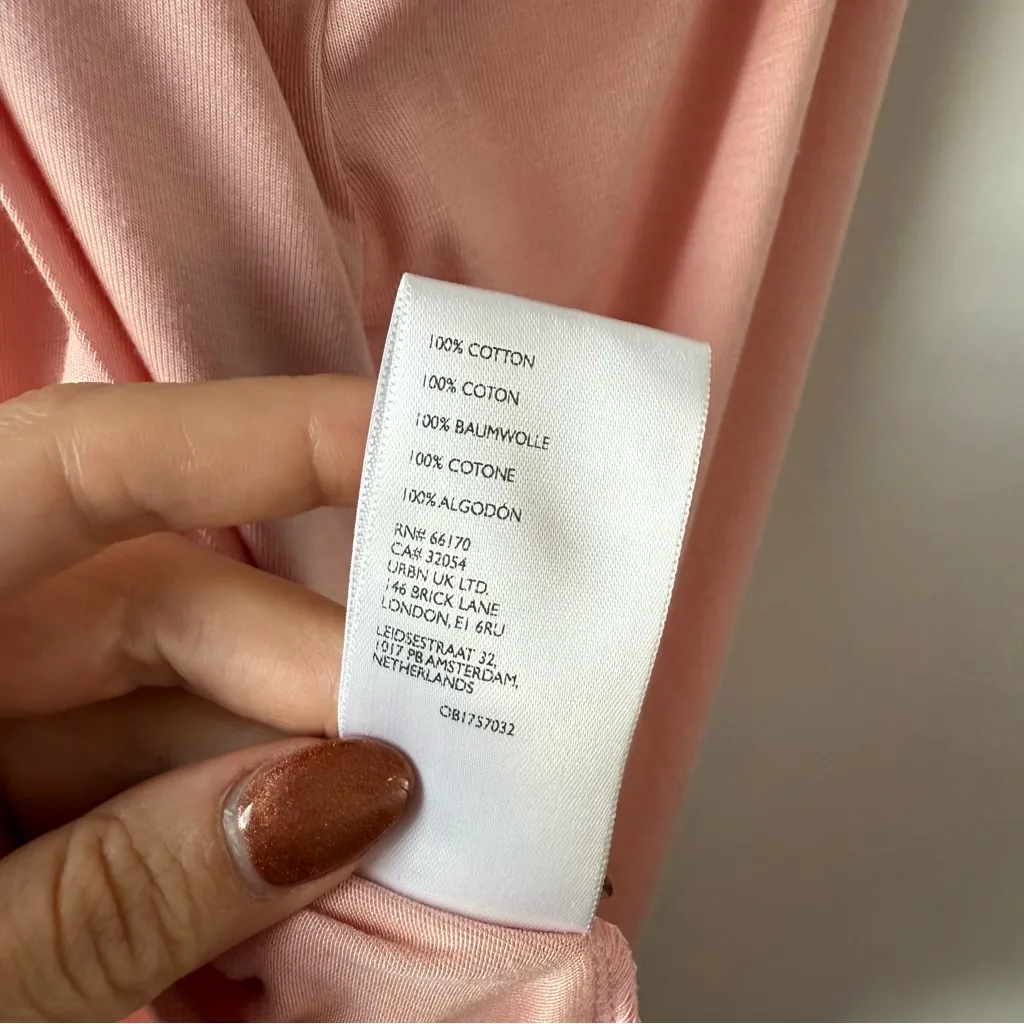 100% COTTON
100% COTON
100% BAUMWOLLE
100% COTONE
100% ALGODÓN
RN# 66170
CA# 32054
URBN UK LTD.
146 BRICK LANE
LONDON, E1 6RU
LEIDSESTRAAT 32,
1017 PB AMSTERDAM,
NETHERLANDS
OB1757032